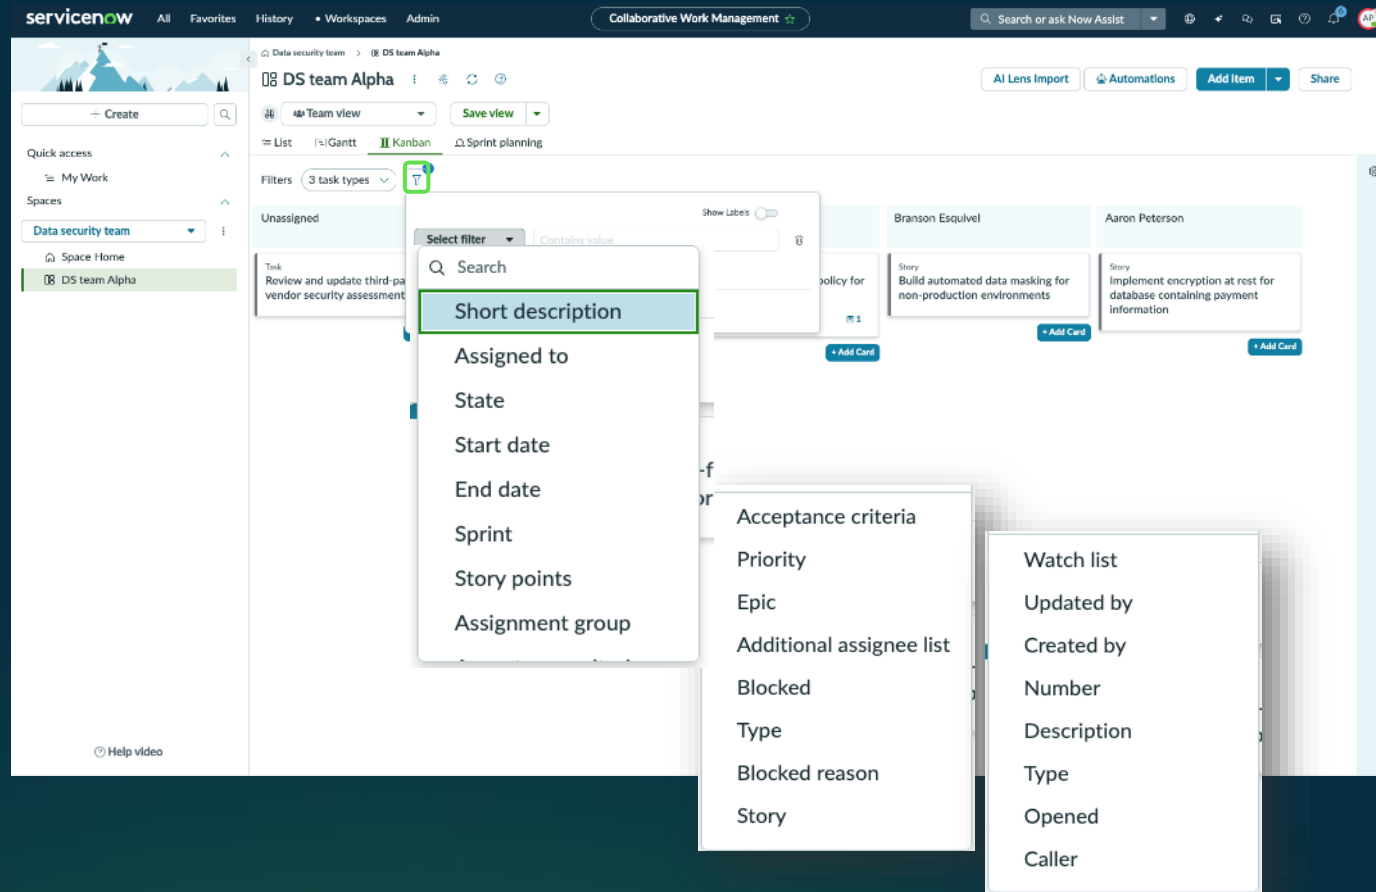 servicenow All Favorites History • Workspaces Admin
Collaborative Work Management
Search or ask Now Assist
AP
Data security team > DS team Alpha
DS team Alpha
AI Lens Import
Automations
Add Item
Share
+ Create
Team view
Save view
List Gantt Kanban Sprint planning
Quick access
My Work
Spaces
Data security team
Space Home
DS team Alpha
Help video
Filters 3 task types
Show Labels
Select filter
Contains value
Unassigned
Branson Esquivel
Aaron Peterson
Task
Review and update third-pa
vendor security assessment
policy for
1
+ Add Card
Story
Build automated data masking for
non-production environments
+ Add Card
Story
Implement encryption at rest for
database containing payment
information
+ Add Card
Search
Short description
Assigned to
State
Start date
End date
Sprint
Story points
Assignment group
-f
or
Acceptance criteria
Priority
Epic
Additional assignee list
Blocked
Type
Blocked reason
Story
Watch list
Updated by
Created by
Number
Description
Type
Opened
Caller